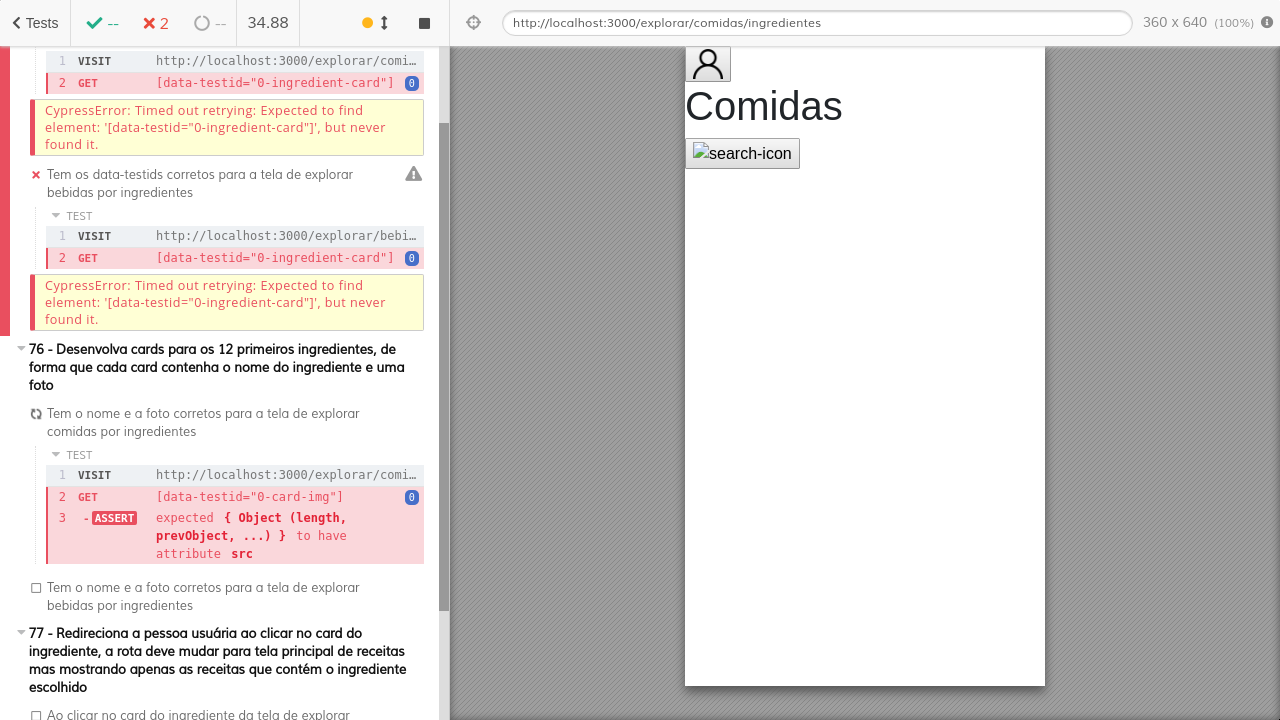 Tests
--
2
--
34.88
http://localhost:3000/explorar/comidas/ingredientes
360 x 640 (100%)
1 VISIT http://localhost:3000/explorar/comi…
2 GET [data-testid="0-ingredient-card"] 0
CypressError: Timed out retrying: Expected to find
element: '[data-testid="0-ingredient-card"]', but never
found it.
Tem os data-testids corretos para a tela de explorar
bebidas por ingredientes
TEST
1 VISIT http://localhost:3000/explorar/bebi…
2 GET [data-testid="0-ingredient-card"] 0
CypressError: Timed out retrying: Expected to find
element: '[data-testid="0-ingredient-card"]', but never
found it.
76 - Desenvolva cards para os 12 primeiros ingredientes, de
forma que cada card contenha o nome do ingrediente e uma
foto
Tem o nome e a foto corretos para a tela de explorar
comidas por ingredientes
TEST
1 VISIT http://localhost:3000/explorar/comi…
2 GET [data-testid="0-card-img"] 0
3 -ASSERT expected { Object (length,
prevObject, ...) } to have
attribute src
Tem o nome e a foto corretos para a tela de explorar
bebidas por ingredientes
77 - Redireciona a pessoa usuária ao clicar no card do
ingrediente, a rota deve mudar para tela principal de receitas
mas mostrando apenas as receitas que contém o ingrediente
escolhido
Ao clicar no card do ingrediente da tela de explorar
Comidas
search-icon